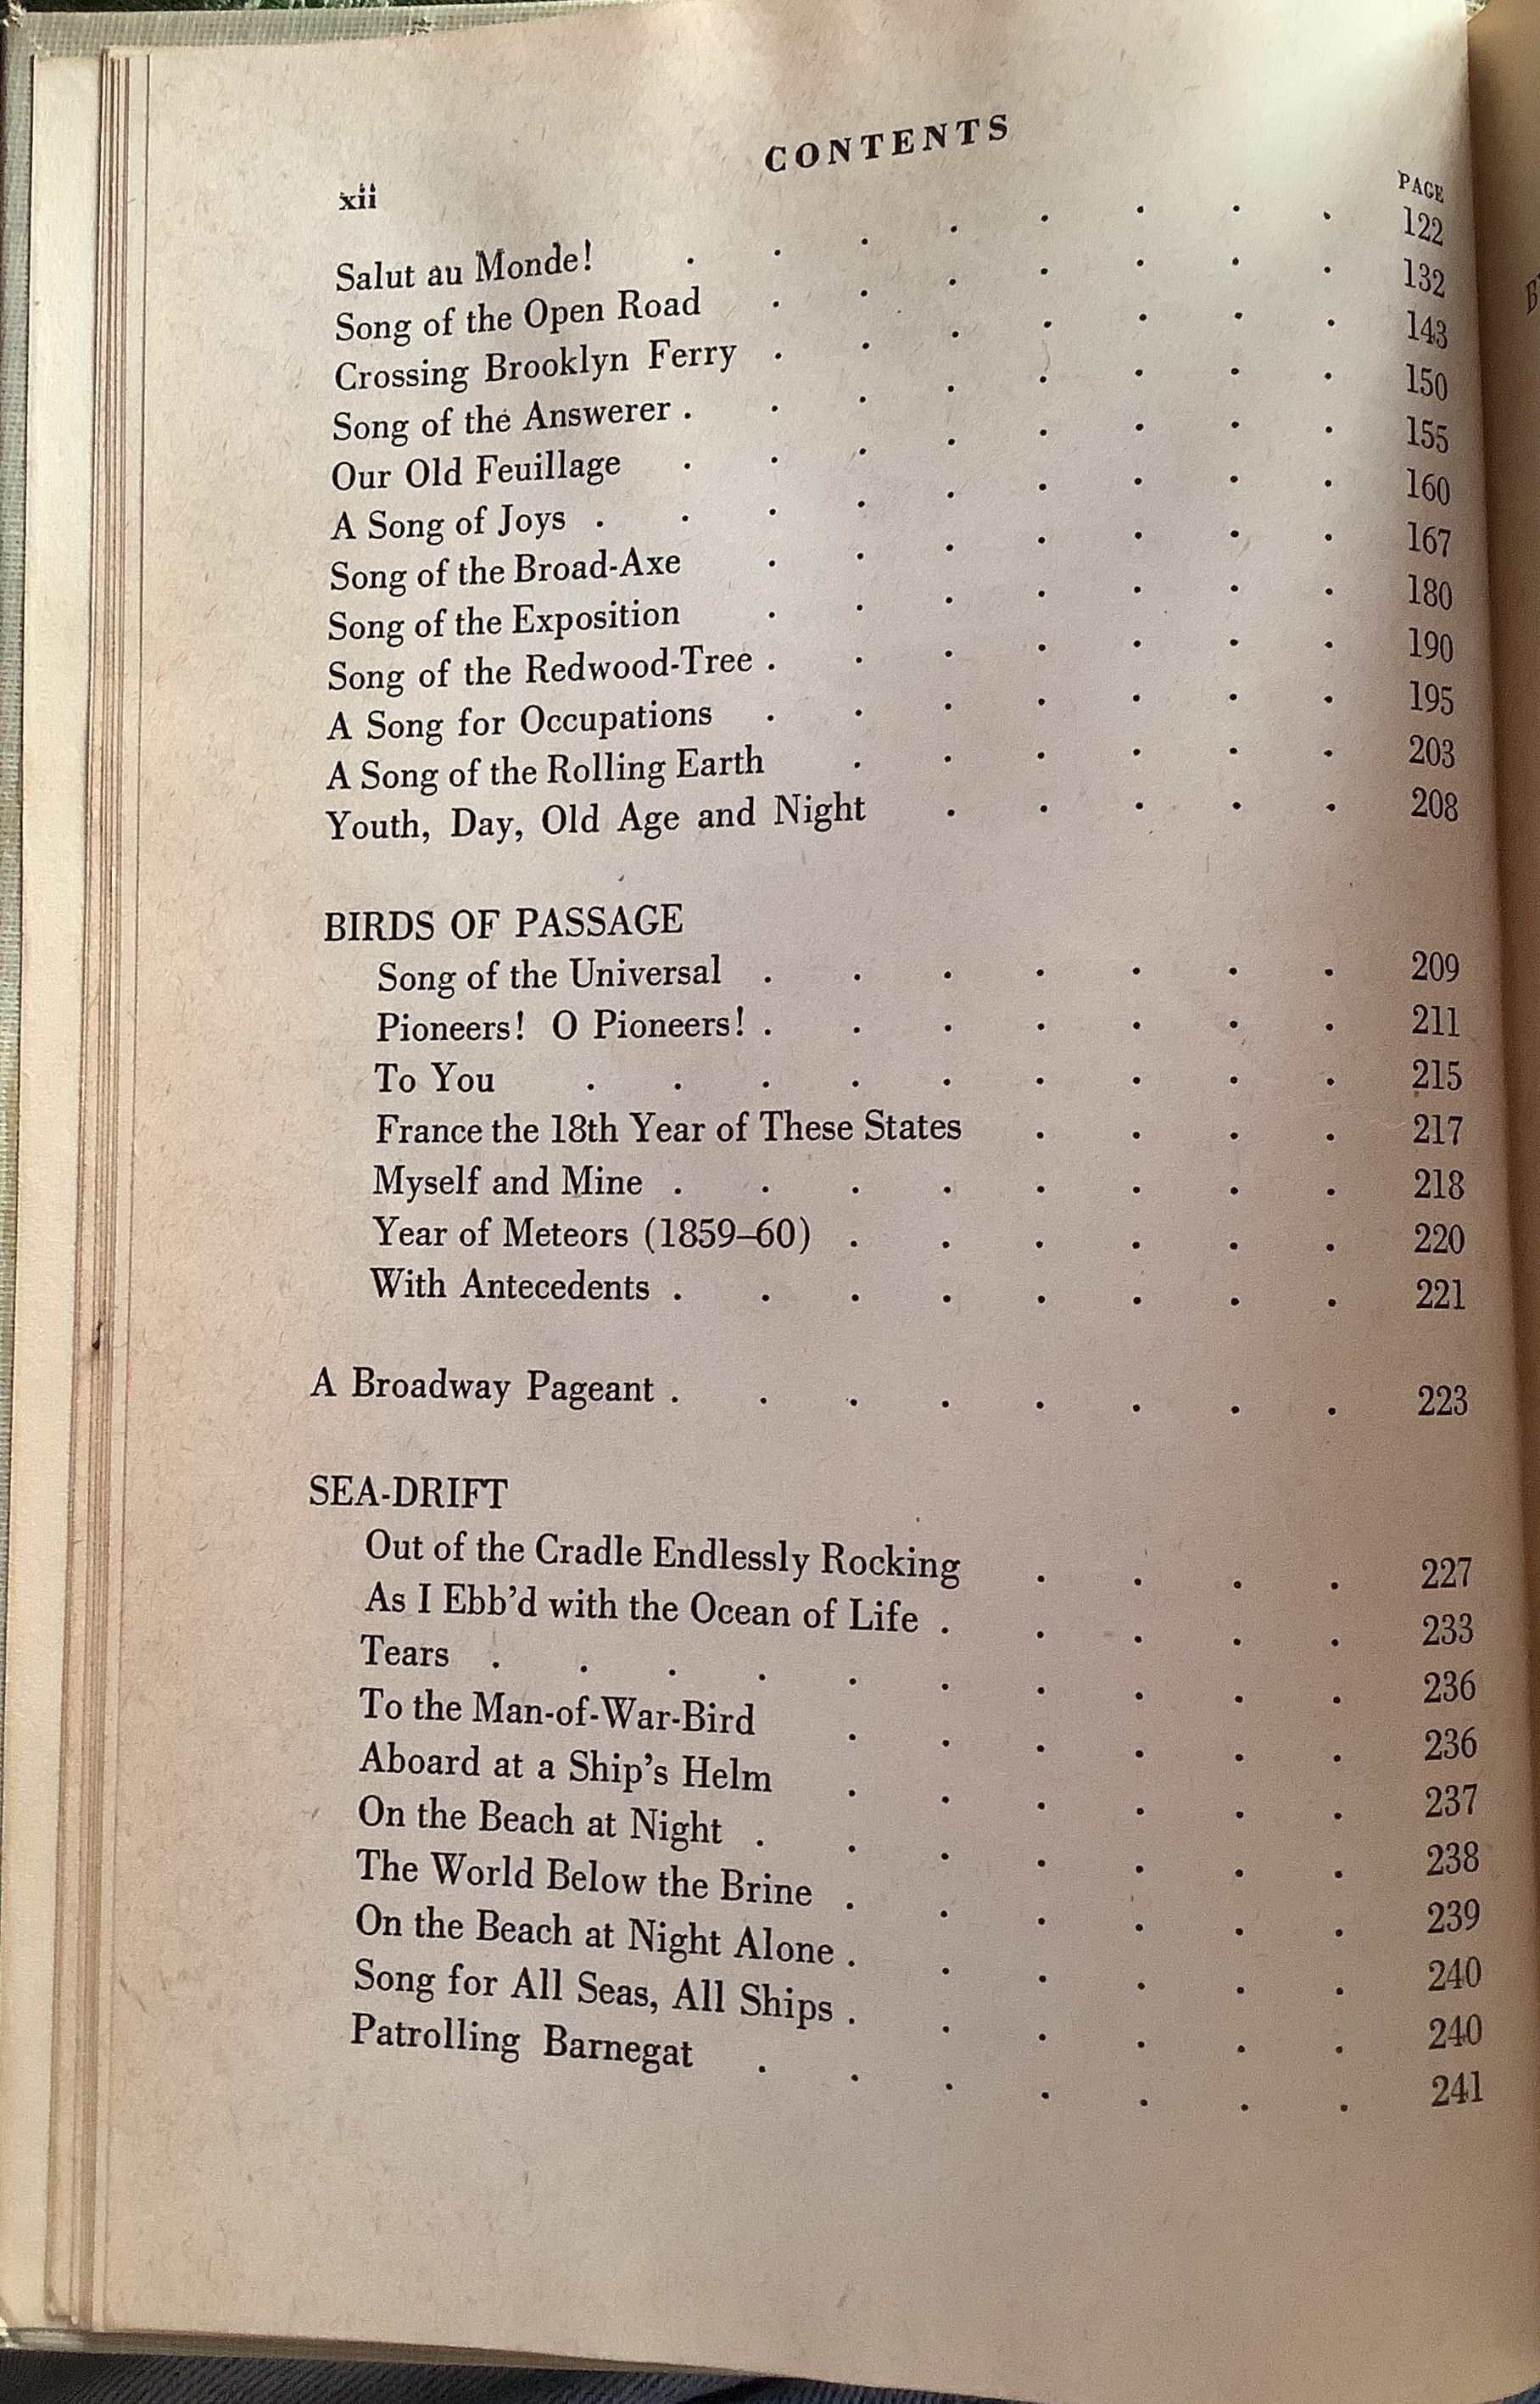 CONTENTS
xii
PAGE
Salut au Monde! . . . . . . . . 122
Song of the Open Road . . . . . . . 132
Crossing Brooklyn Ferry . . . . . . . 143
Song of the Answerer . . . . . . . . 150
Our Old Feuillage . . . . . . . . 155
A Song of Joys . . . . . . . . . 160
Song of the Broad-Axe . . . . . . . 167
Song of the Exposition . . . . . . . 180
Song of the Redwood-Tree . . . . . . . 190
A Song for Occupations . . . . . . . 195
A Song of the Rolling Earth . . . . . . 203
Youth, Day, Old Age and Night . . . . . 208
BIRDS OF PASSAGE
Song of the Universal . . . . . . . 209
Pioneers! O Pioneers! . . . . . . . 211
To You . . . . . . . . . 215
France the 18th Year of These States . . . . 217
Myself and Mine . . . . . . . . 218
Year of Meteors (1859–60) . . . . . . 220
With Antecedents . . . . . . . . 221
A Broadway Pageant . . . . . . . . 223
SEA-DRIFT
Out of the Cradle Endlessly Rocking . . . . 227
As I Ebb’d with the Ocean of Life . . . . . 233
Tears . . . . . . . . . . 236
To the Man-of-War-Bird . . . . . . 236
Aboard at a Ship’s Helm . . . . . . 237
On the Beach at Night . . . . . . . 238
The World Below the Brine . . . . . . 239
On the Beach at Night Alone . . . . . . 240
Song for All Seas, All Ships . . . . . . 240
Patrolling Barnegat . . . . . . . 241